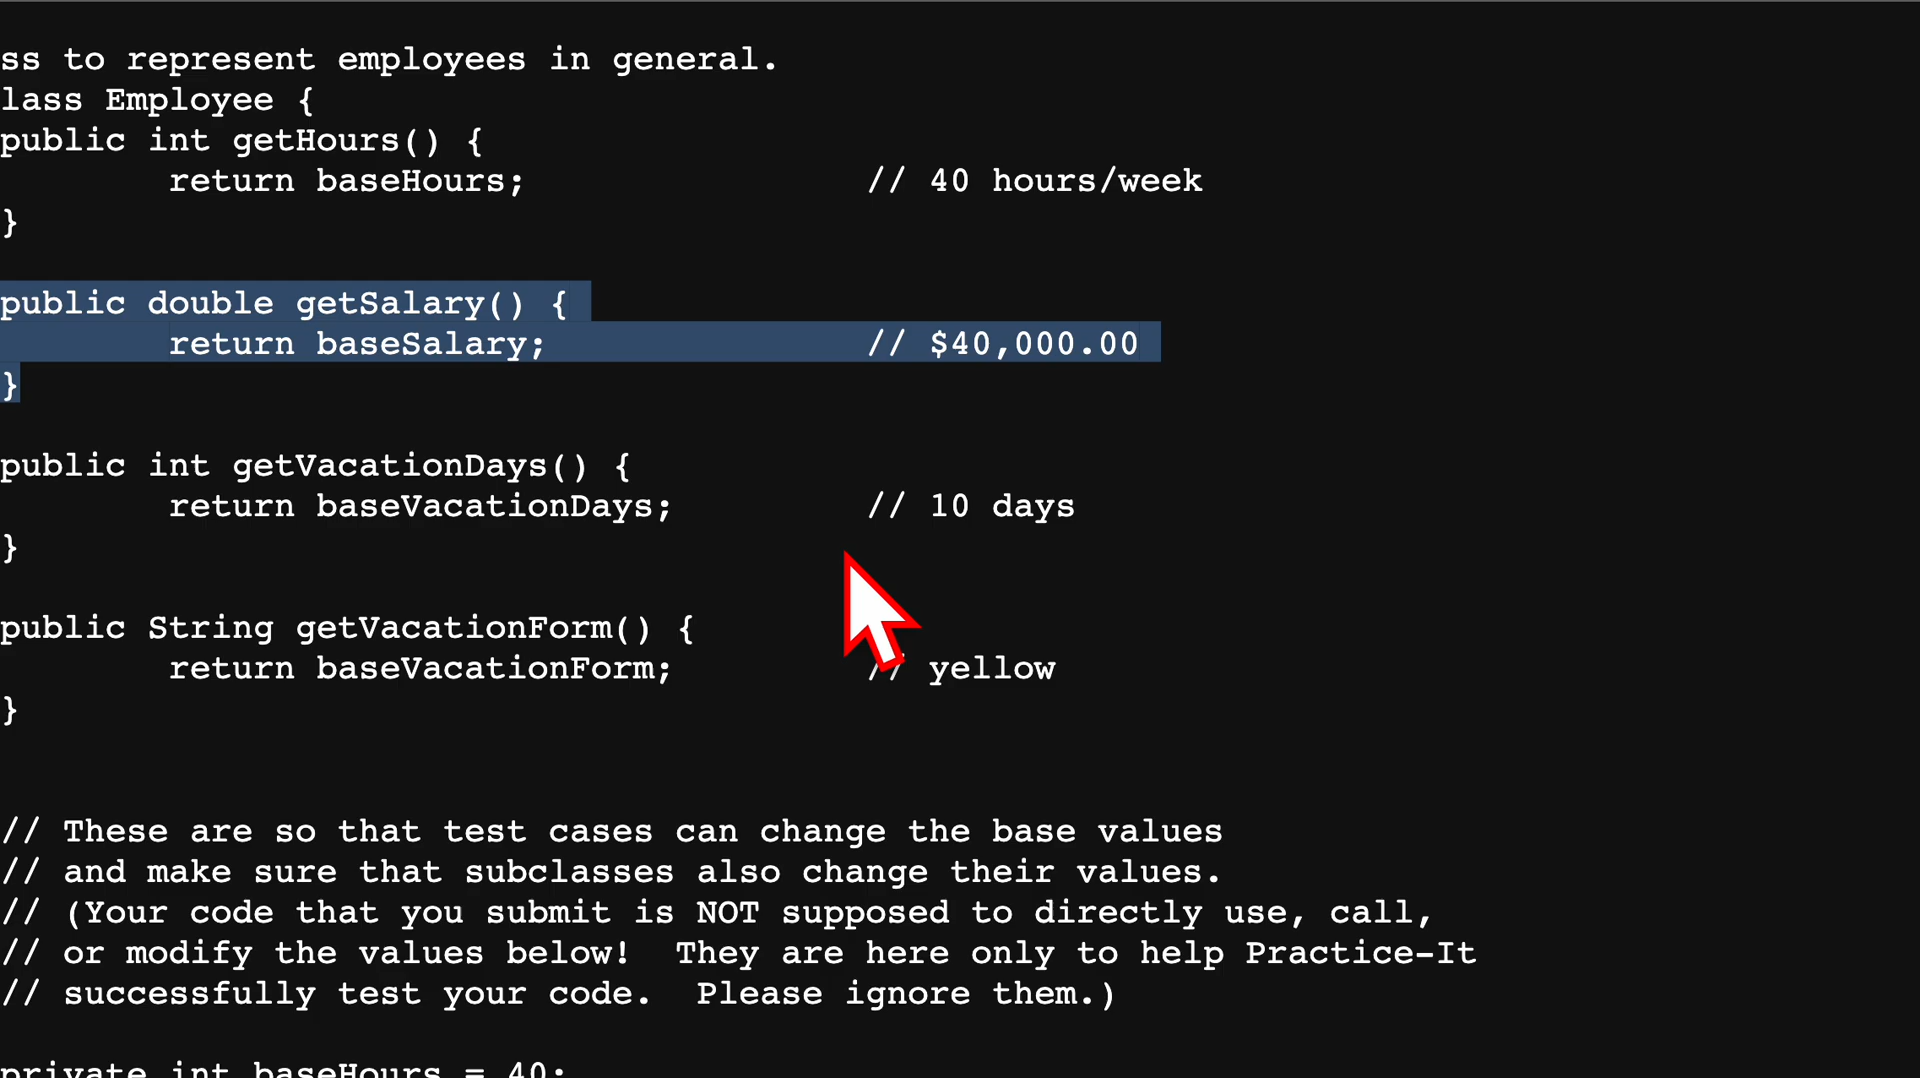 ss to represent employees in general.
lass Employee {
public int getHours() {
return baseHours; // 40 hours/week
}
public double getSalary() {
return baseSalary; // $40,000.00
}
public int getVacationDays() {
return baseVacationDays; // 10 days
}
public String getVacationForm() {
return baseVacationForm; // yellow
}
// These are so that test cases can change the base values
// and make sure that subclasses also change their values.
// (Your code that you submit is NOT supposed to directly use, call,
// or modify the values below! They are here only to help Practice-It
// successfully test your code. Please ignore them.)
private int baseHours = 40;